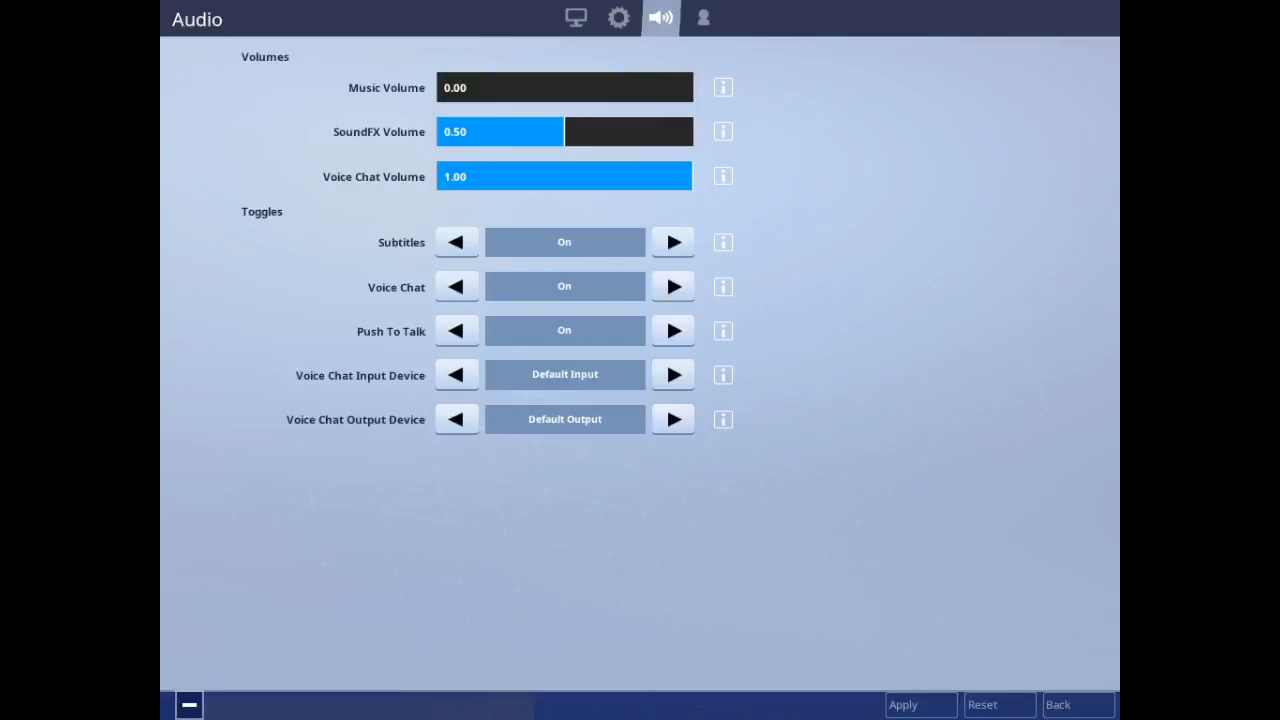 Audio
Volumes
Music Volume 0.00
SoundFX Volume 0.50
Voice Chat Volume 1.00
Toggles
Subtitles On
Voice Chat On
Push To Talk On
Voice Chat Input Device Default Input
Voice Chat Output Device Default Output
Apply Reset Back